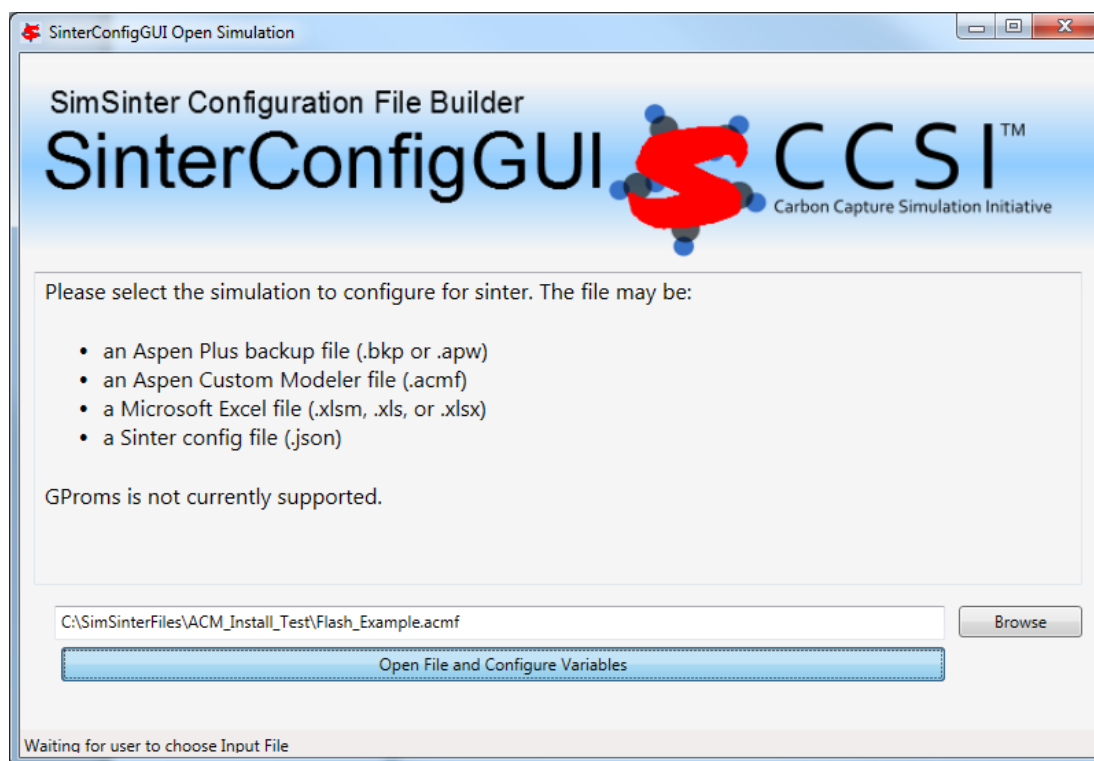 SinterConfigGUI Open Simulation
SimSinter Configuration File Builder
SinterConfigGUI
CCSI™
Carbon Capture Simulation Initiative
Please select the simulation to configure for sinter. The file may be:
• an Aspen Plus backup file (.bkp or .apw)
• an Aspen Custom Modeler file (.acmf)
• a Microsoft Excel file (.xlsm, .xls, or .xlsx)
• a Sinter config file (.json)
GProms is not currently supported.
C:\SimSinterFiles\ACM_Install_Test\Flash_Example.acmf
Browse
Open File and Configure Variables
Waiting for user to choose Input File